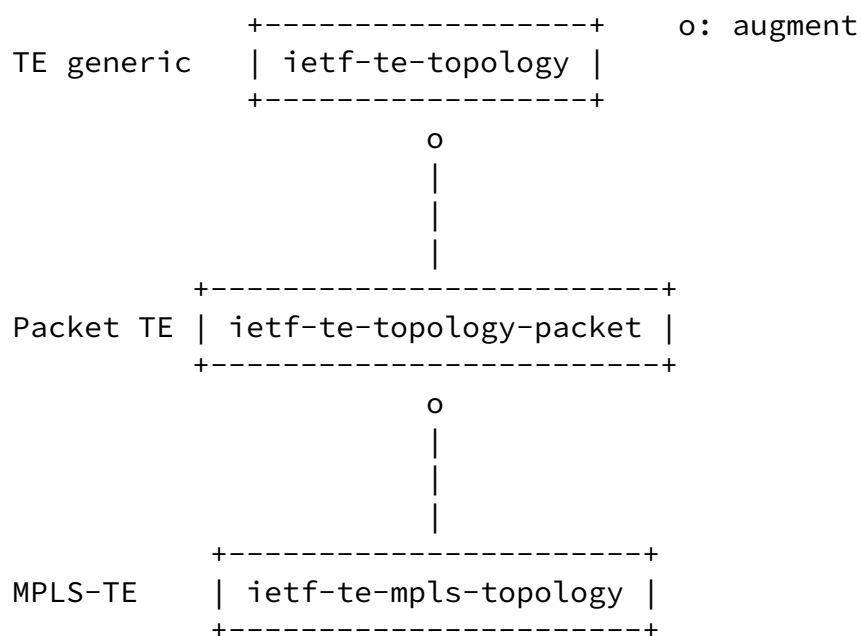 o: augment
TE generic ietf-te-topology
o
Packet TE ietf-te-topology-packet
o
MPLS-TE ietf-te-mpls-topology